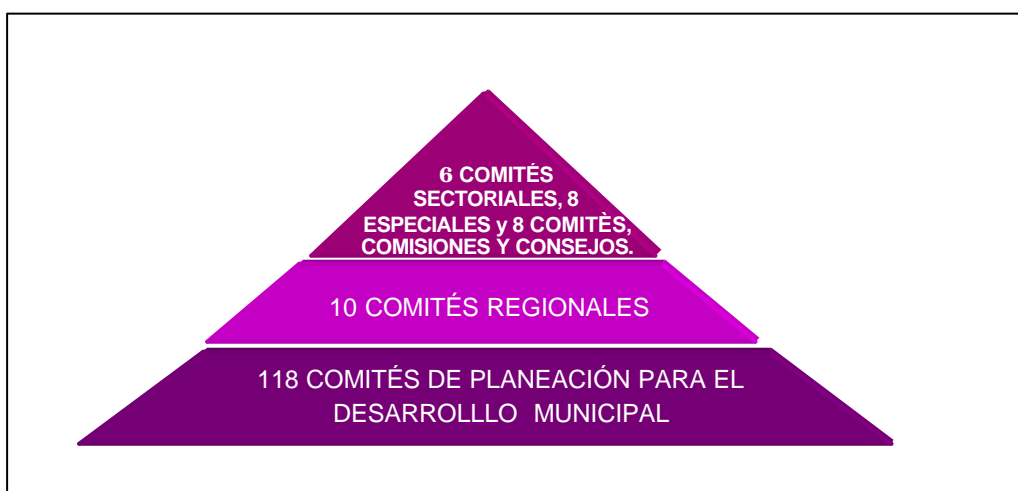 6 COMITÉS
SECTORIALES, 8
ESPECIALES y 8 COMITÈS,
COMISIONES Y CONSEJOS.
10 COMITÉS REGIONALES
118 COMITÉS DE PLANEACIÓN PARA EL
DESARROLLLO MUNICIPAL